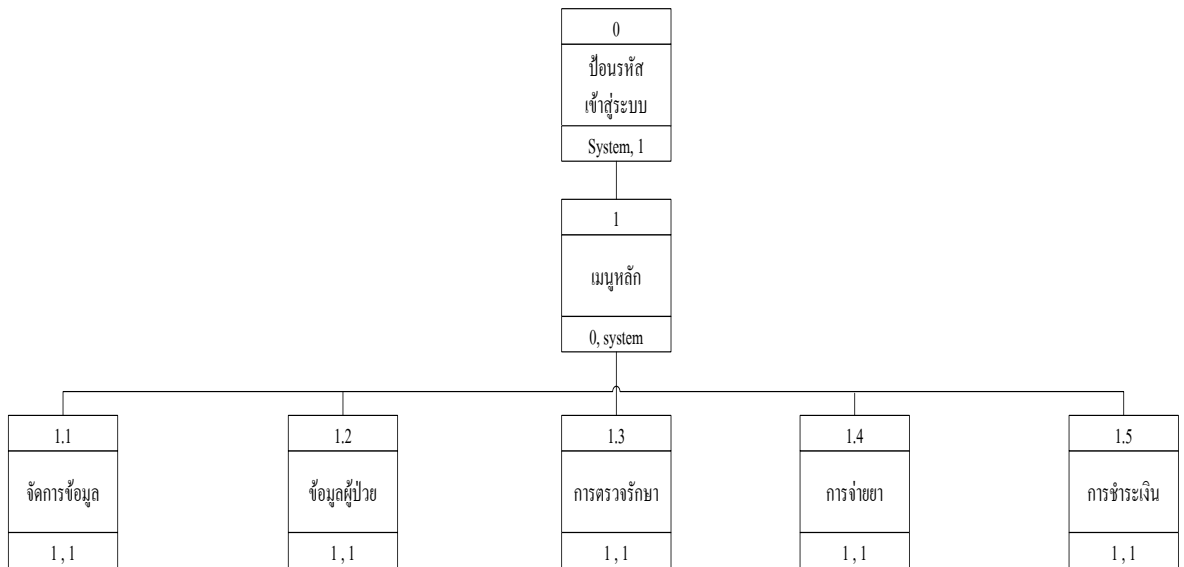 0
ป้อนรหัส
เข้าสู่ระบบ
System, 1
1
เมนูหลัก
0, system
1.1
จัดการข้อมูล
1 , 1
1.2
ข้อมูลผู้ป่วย
1 , 1
1.3
การตรวจรักษา
1 , 1
1.4
การจ่ายยา
1 , 1
1.5
การชำระเงิน
1 , 1